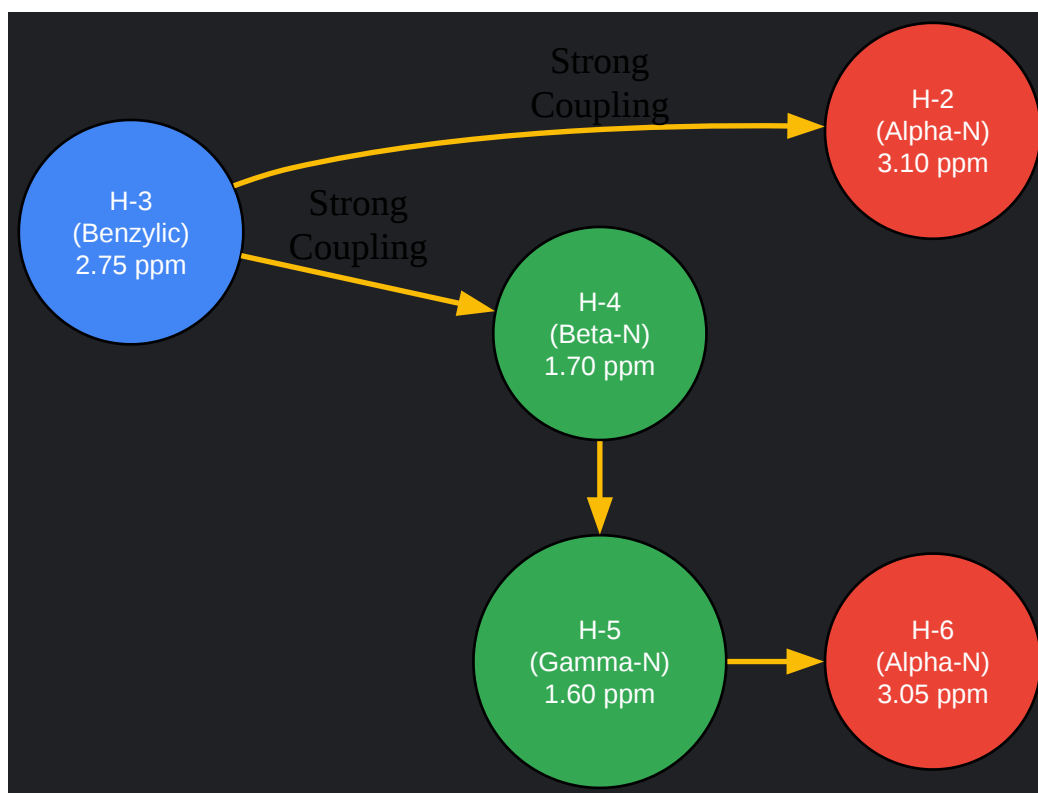 Strong
Coupling
H-2
(Alpha-N)
3.10 ppm
H-3
(Benzylic)
2.75 ppm
Strong
Coupling
H-4
(Beta-N)
1.70 ppm
H-5
(Gamma-N)
1.60 ppm
H-6
(Alpha-N)
3.05 ppm